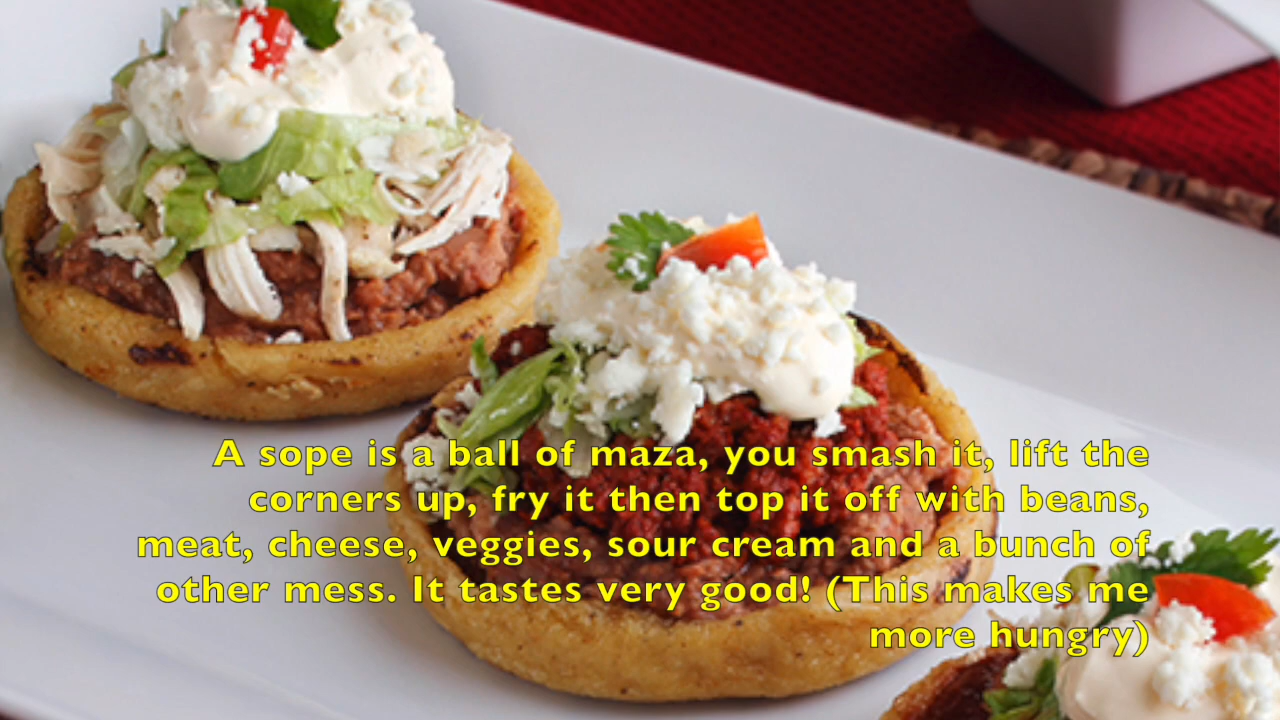 A sope is a ball of maza, you smash it, lift the
corners up, fry it then top it off with beans,
meat, cheese, veggies, sour cream and a bunch of
other mess. It tastes very good! (This makes me
more hungry)